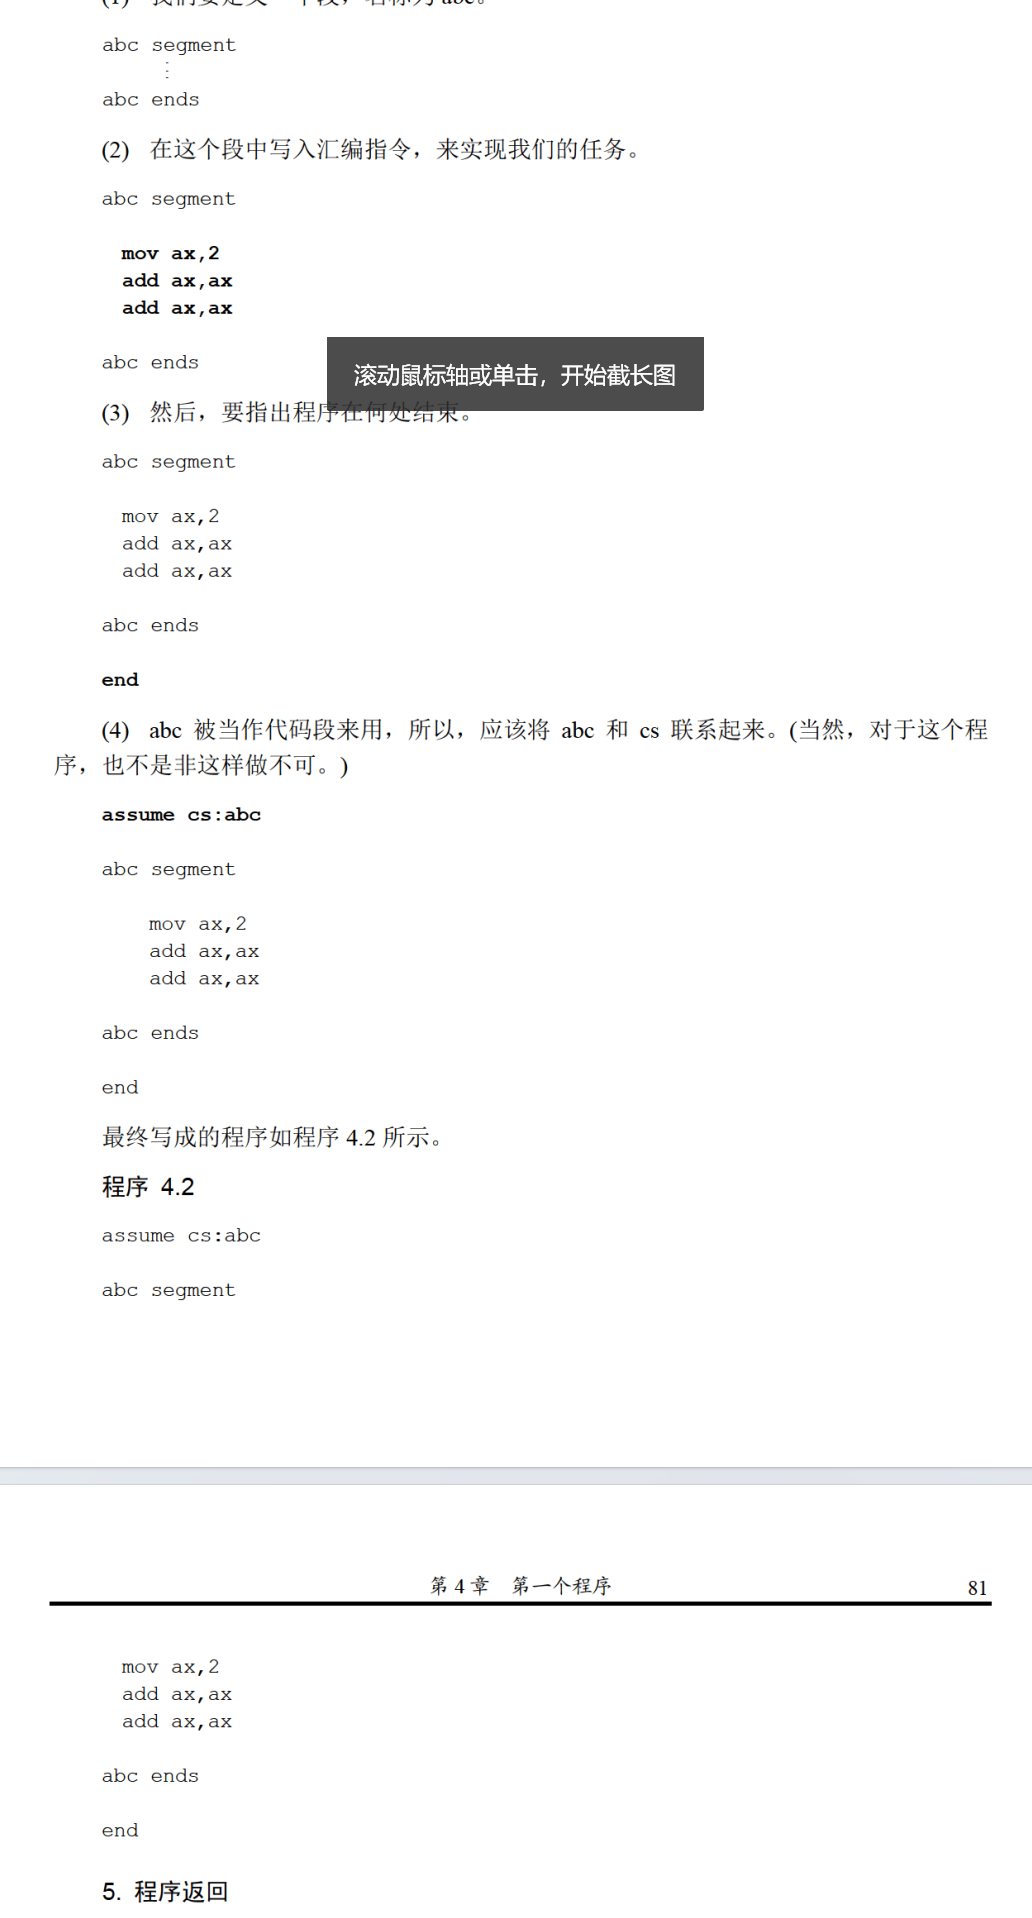 abc segment
⋮
abc ends
(2) 在这个段中写入汇编指令，来实现我们的任务。
abc segment
mov ax,2
add ax,ax
add ax,ax
abc ends
滚动鼠标轴或单击，开始截长图
(3) 然后，要指出程序在何处结束。
abc segment
mov ax,2
add ax,ax
add ax,ax
abc ends
end
(4) abc 被当作代码段来用，所以，应该将 abc 和 cs 联系起来。(当然，对于这个程
序，也不是非这样做不可。)
assume cs:abc
abc segment
mov ax,2
add ax,ax
add ax,ax
abc ends
end
最终写成的程序如程序 4.2 所示。
程序 4.2
assume cs:abc
abc segment
第 4 章 第一个程序 81
mov ax,2
add ax,ax
add ax,ax
abc ends
end
5. 程序返回